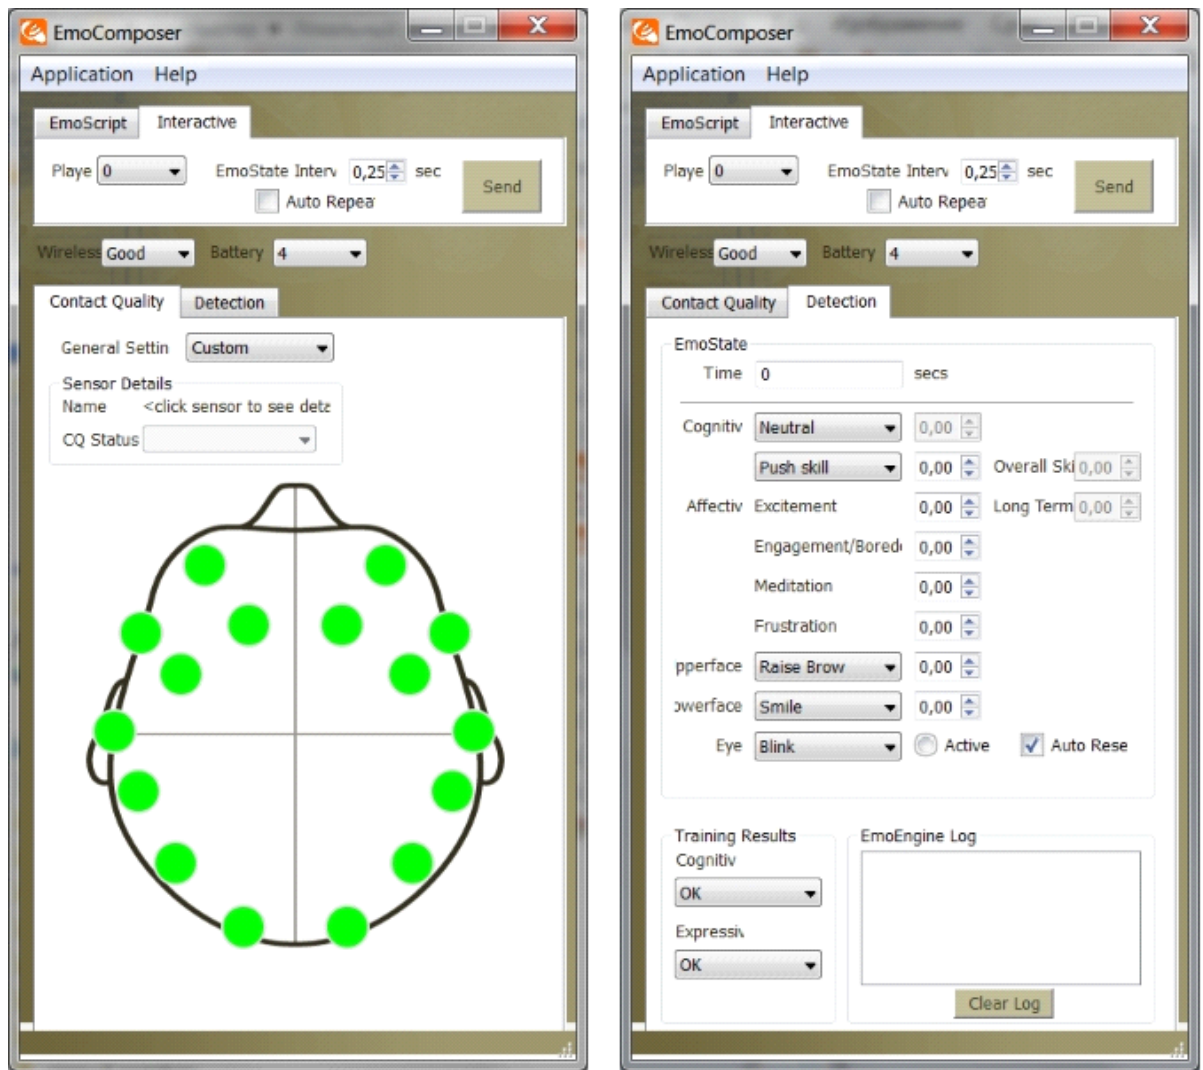 EmoComposer
Application Help
EmoScript Interactive
Playe 0 EmoState Interv 0,25 sec
Send
Auto Repea
Wireless Good Battery 4
Contact Quality Detection
General Settin Custom
Sensor Details
Name <click sensor to see deta
CQ Status
EmoComposer
Application Help
EmoScript Interactive
Playe 0 EmoState Interv 0,25 sec
Send
Auto Repea
Wireless Good Battery 4
Contact Quality Detection
EmoState
Time 0 secs
Cognitiv Neutral 0,00
Push skill 0,00 Overall Ski 0,00
Affectiv Excitement 0,00 Long Term 0,00
Engagement/Bored 0,00
Meditation 0,00
Frustration 0,00
pperface Raise Brow 0,00
owerface Smile 0,00
Eye Blink Active Auto Rese
Training Results
Cognitiv
OK
Expressiv
OK
EmoEngine Log
Clear Log